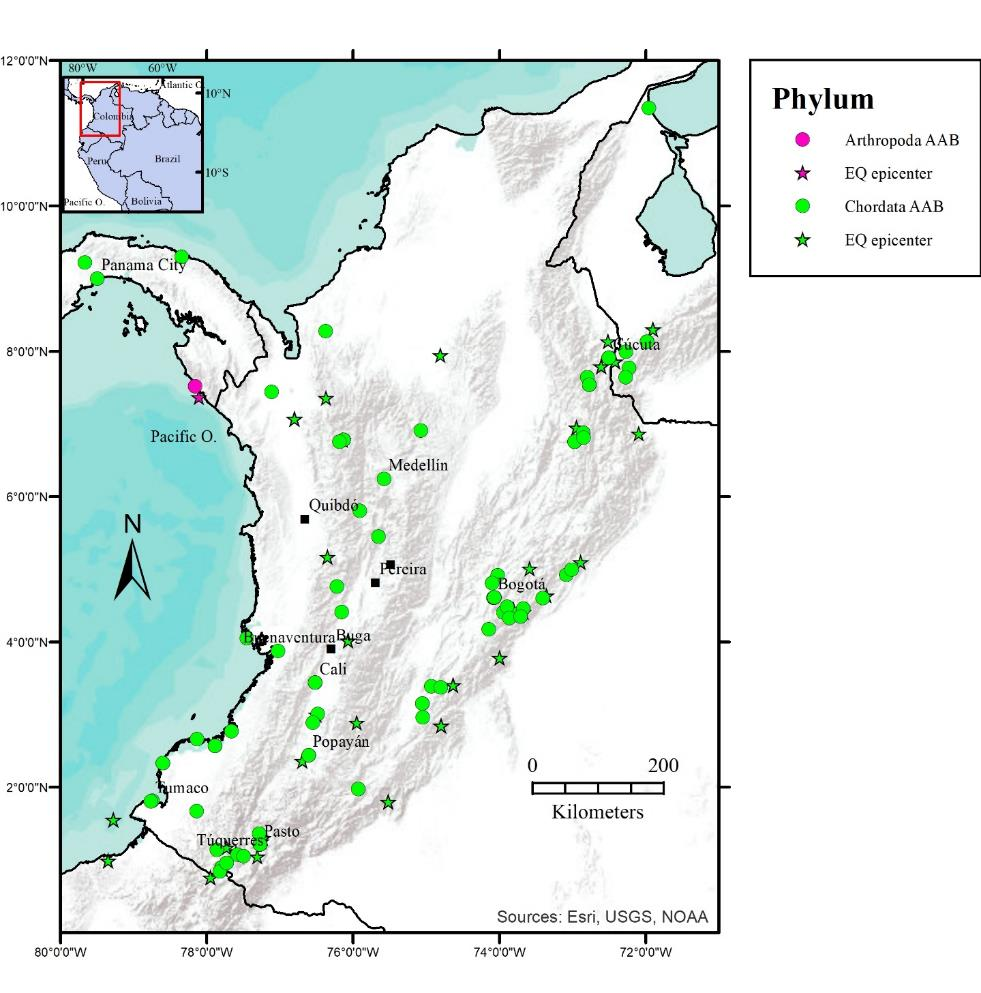 12°0'0"N
80°W 60°W
Atlantic O
10°N
Colombia
Peru
Brazil
10°S
Bolivia
Pacific O.
10°0'0"N
Panama City
8°0'0"N
Cúcuta
Pacific O.
Medellín
6°0'0"N
Quibdó
N
Pereira
Bogotá
4°0'0"N
Buenaventura
Buga
Cali
Popayán
0 200
Kilometers
2°0'0"N
Tumaco
Pasto
Túquerres
Sources: Esri, USGS, NOAA
80°0'0"W 78°0'0"W 76°0'0"W 74°0'0"W 72°0'0"W
Phylum
Arthropoda AAB
EQ epicenter
Chordata AAB
EQ epicenter